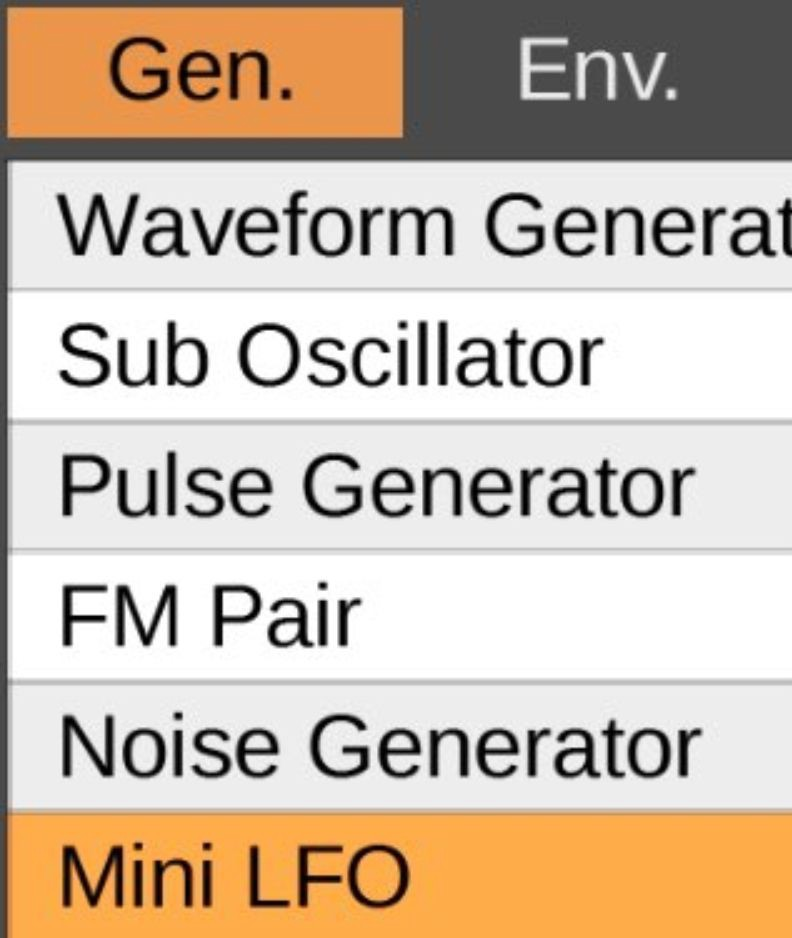 Gen. Env.
Waveform Generat
Sub Oscillator
Pulse Generator
FM Pair
Noise Generator
Mini LFO